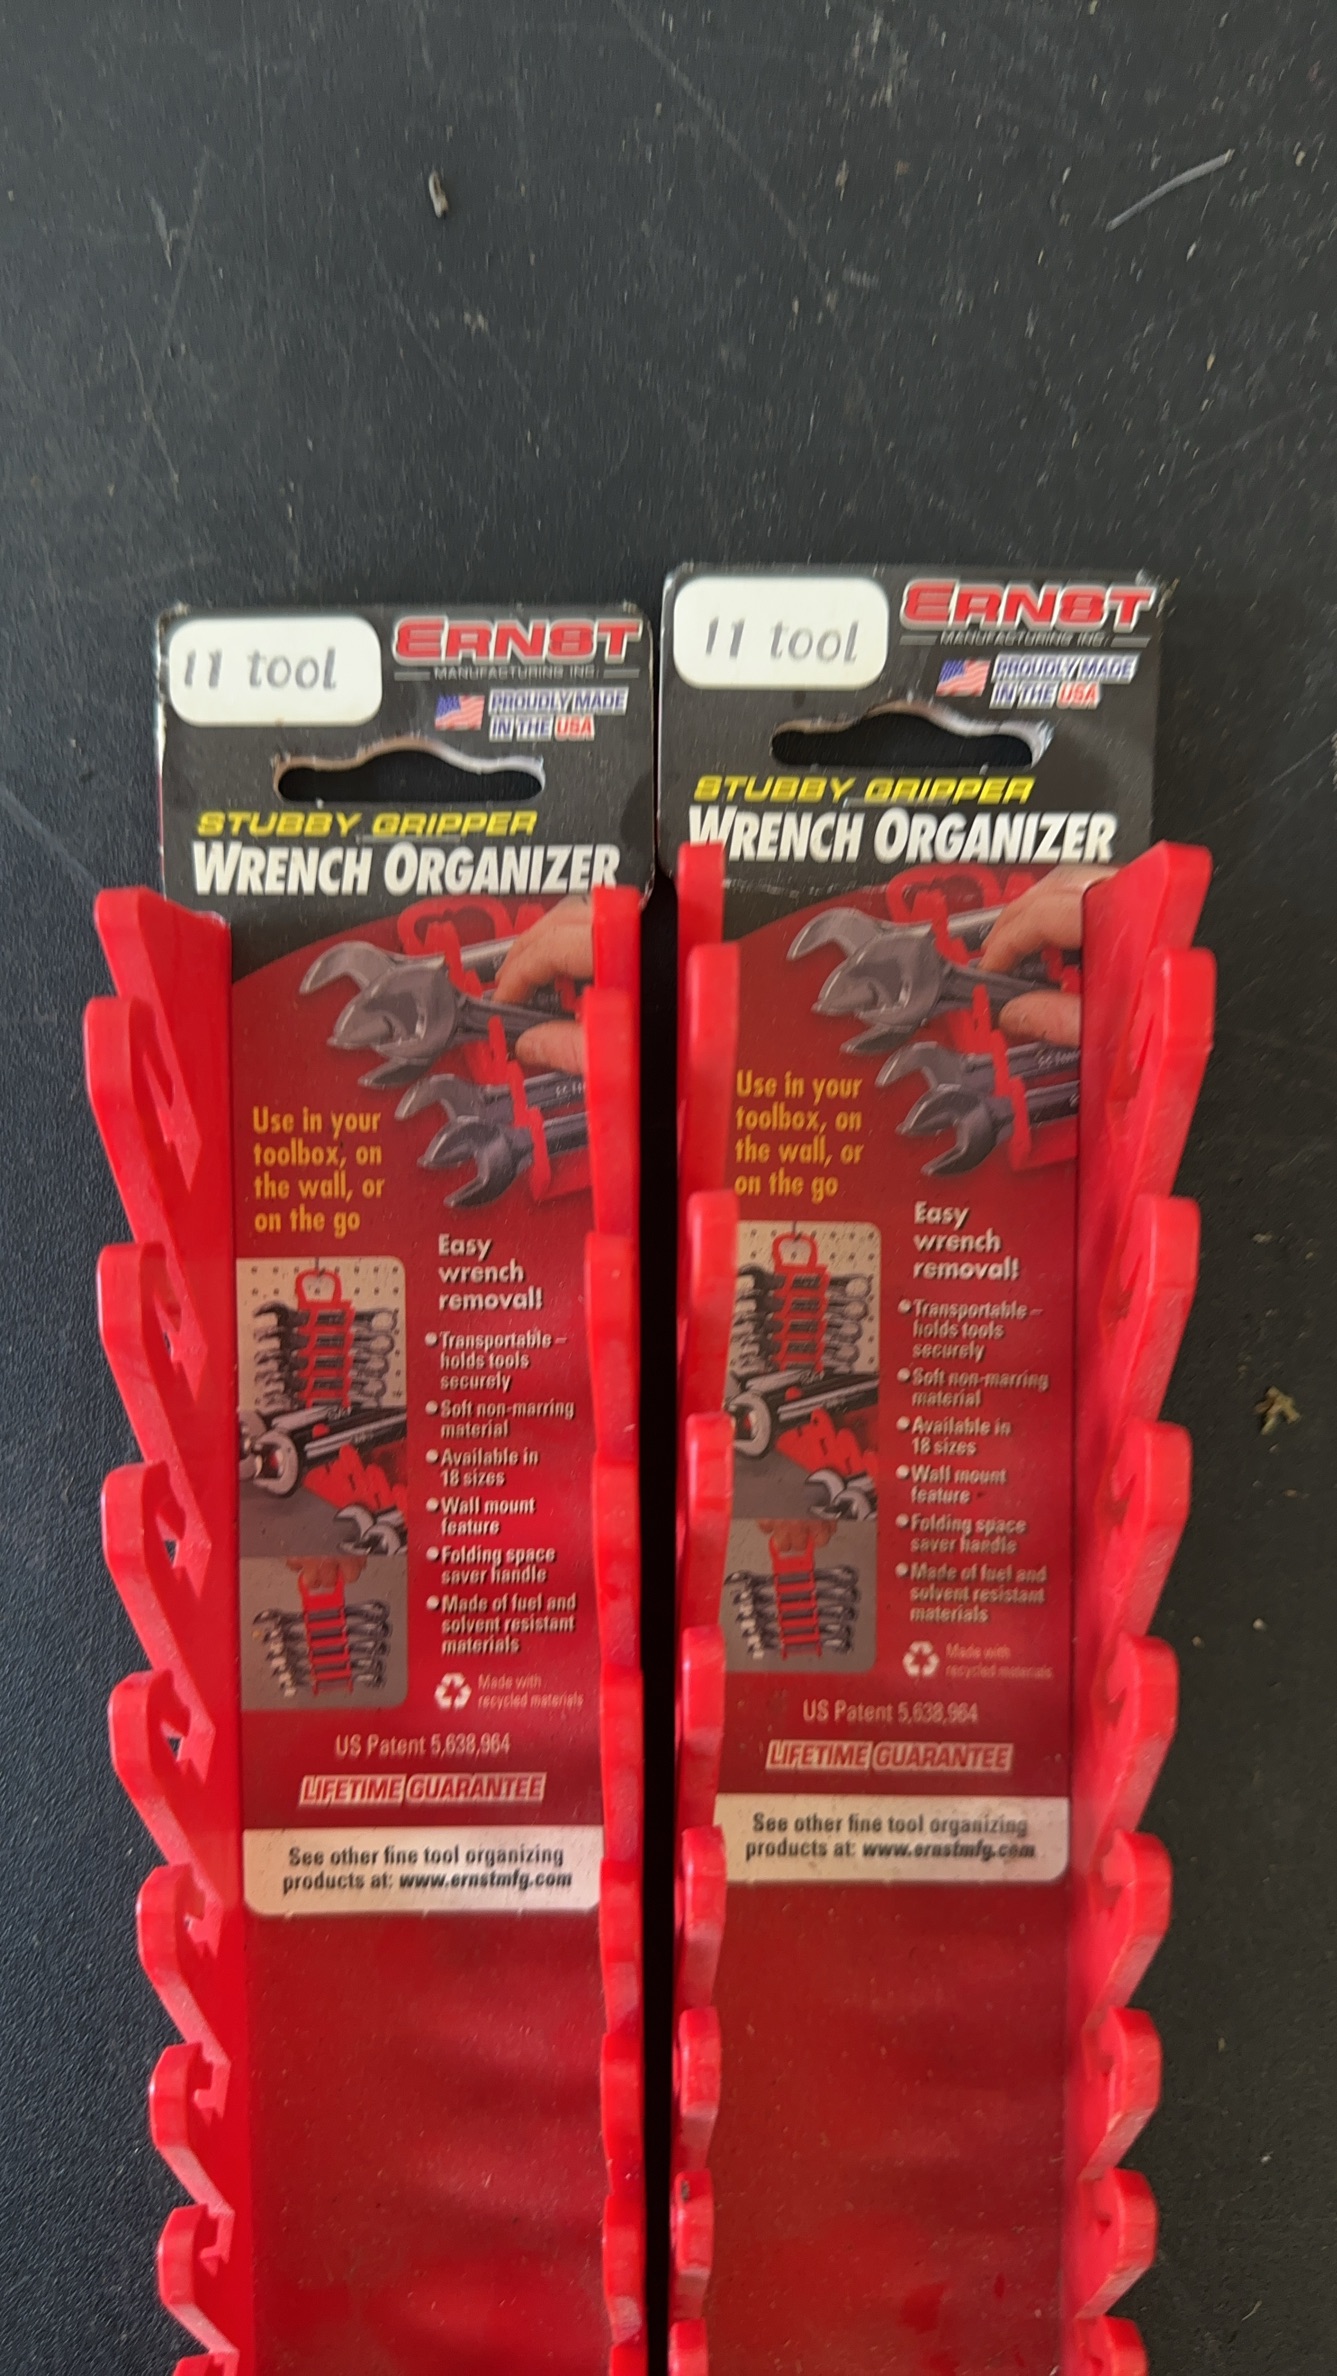 11 tool
ERNST
MANUFACTURING INC.
PROUDLY MADE
IN THE USA
STUBBY GRIPPER
WRENCH ORGANIZER
Use in your
toolbox, on
the wall, or
on the go
Easy
wrench
removal!
•Transportable –
holds tools
securely
•Soft non-marring
material
•Available in
18 sizes
•Wall mount
feature
•Folding space
saver handle
•Made of fuel and
solvent resistant
materials
Made with
recycled materials
US Patent 5,638,964
LIFETIME GUARANTEE
See other fine tool organizing
products at: www.ernstmfg.com
11 tool
ERNST
MANUFACTURING INC.
PROUDLY MADE
IN THE USA
STUBBY GRIPPER
WRENCH ORGANIZER
Use in your
toolbox, on
the wall, or
on the go
Easy
wrench
removal!
•Transportable –
holds tools
securely
•Soft non-marring
material
•Available in
18 sizes
•Wall mount
feature
•Folding space
saver handle
•Made of fuel and
solvent resistant
materials
Made with
recycled materials
US Patent 5,638,964
LIFETIME GUARANTEE
See other fine tool organizing
products at: www.ernstmfg.com